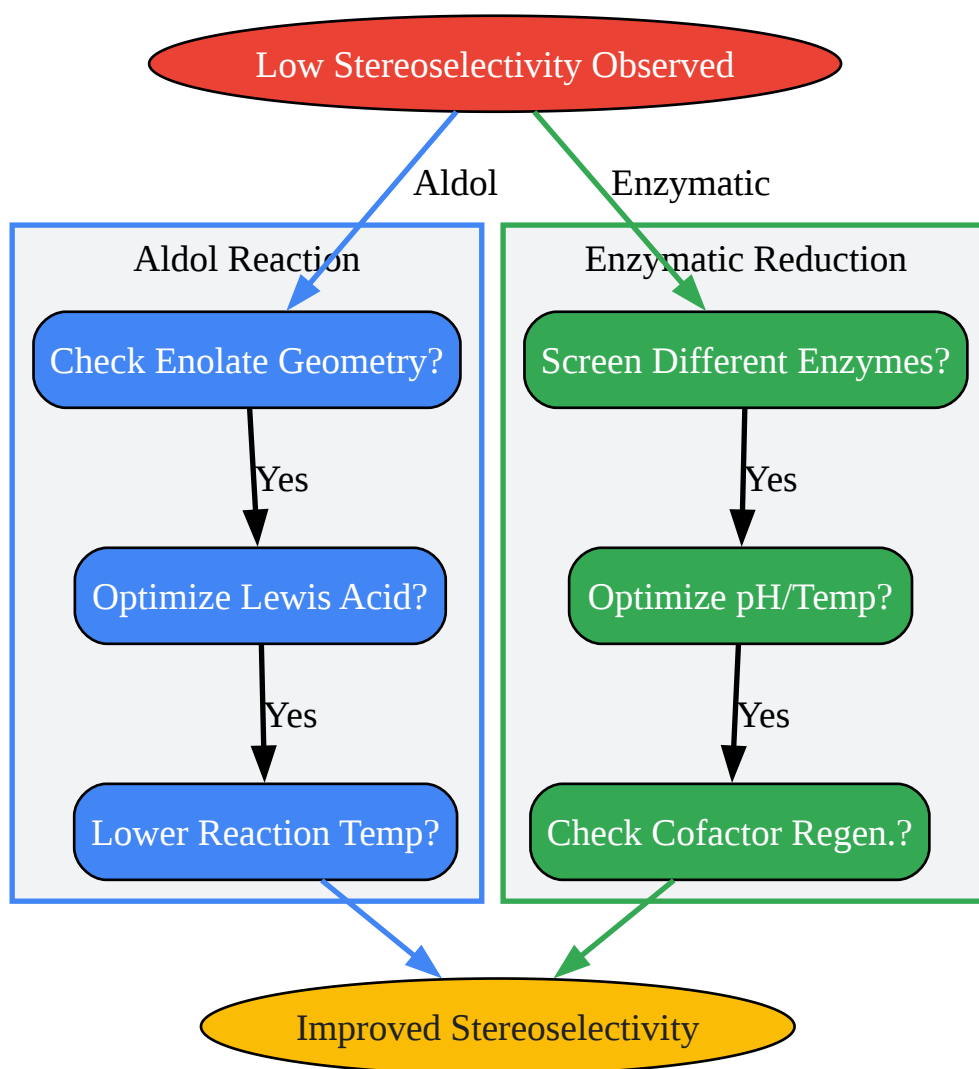 Low Stereoselectivity Observed
Aldol
Enzymatic
Aldol Reaction
Enzymatic Reduction
Check Enolate Geometry?
Screen Different Enzymes?
Yes
Yes
Optimize Lewis Acid?
Optimize pH/Temp?
Yes
Yes
Lower Reaction Temp?
Check Cofactor Regen.?
Improved Stereoselectivity